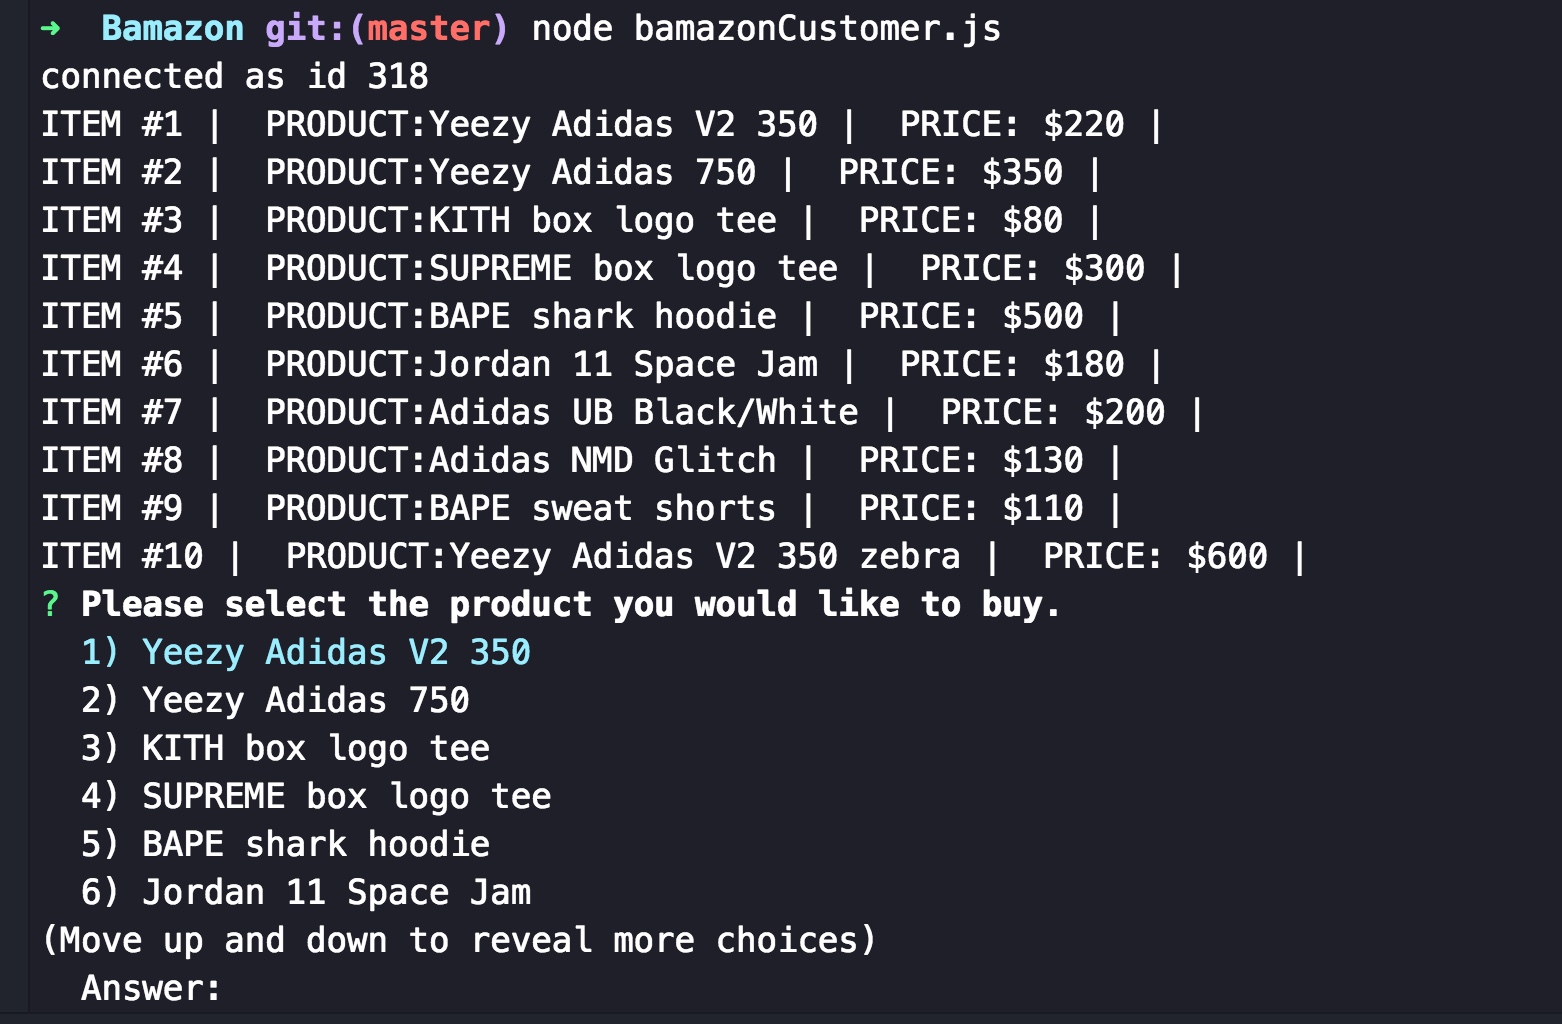 ➜  Bamazon git:(master) node bamazonCustomer.js
connected as id 318
ITEM #1 |  PRODUCT:Yeezy Adidas V2 350 |  PRICE: $220 |
ITEM #2 |  PRODUCT:Yeezy Adidas 750 |  PRICE: $350 |
ITEM #3 |  PRODUCT:KITH box logo tee |  PRICE: $80 |
ITEM #4 |  PRODUCT:SUPREME box logo tee |  PRICE: $300 |
ITEM #5 |  PRODUCT:BAPE shark hoodie |  PRICE: $500 |
ITEM #6 |  PRODUCT:Jordan 11 Space Jam |  PRICE: $180 |
ITEM #7 |  PRODUCT:Adidas UB Black/White |  PRICE: $200 |
ITEM #8 |  PRODUCT:Adidas NMD Glitch |  PRICE: $130 |
ITEM #9 |  PRODUCT:BAPE sweat shorts |  PRICE: $110 |
ITEM #10 |  PRODUCT:Yeezy Adidas V2 350 zebra |  PRICE: $600 |
? Please select the product you would like to buy.
  1) Yeezy Adidas V2 350
  2) Yeezy Adidas 750
  3) KITH box logo tee
  4) SUPREME box logo tee
  5) BAPE shark hoodie
  6) Jordan 11 Space Jam
(Move up and down to reveal more choices)
  Answer: